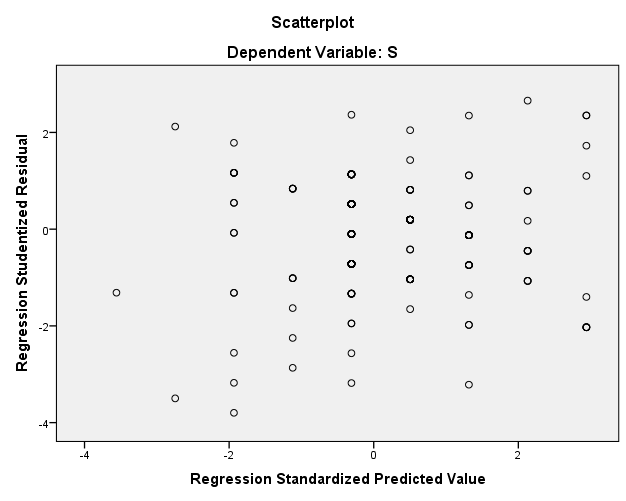 Scatterplot
Dependent Variable: S
Regression Studentized Residual
2
0
-2
-4
-4
-2
0
2
Regression Standardized Predicted Value